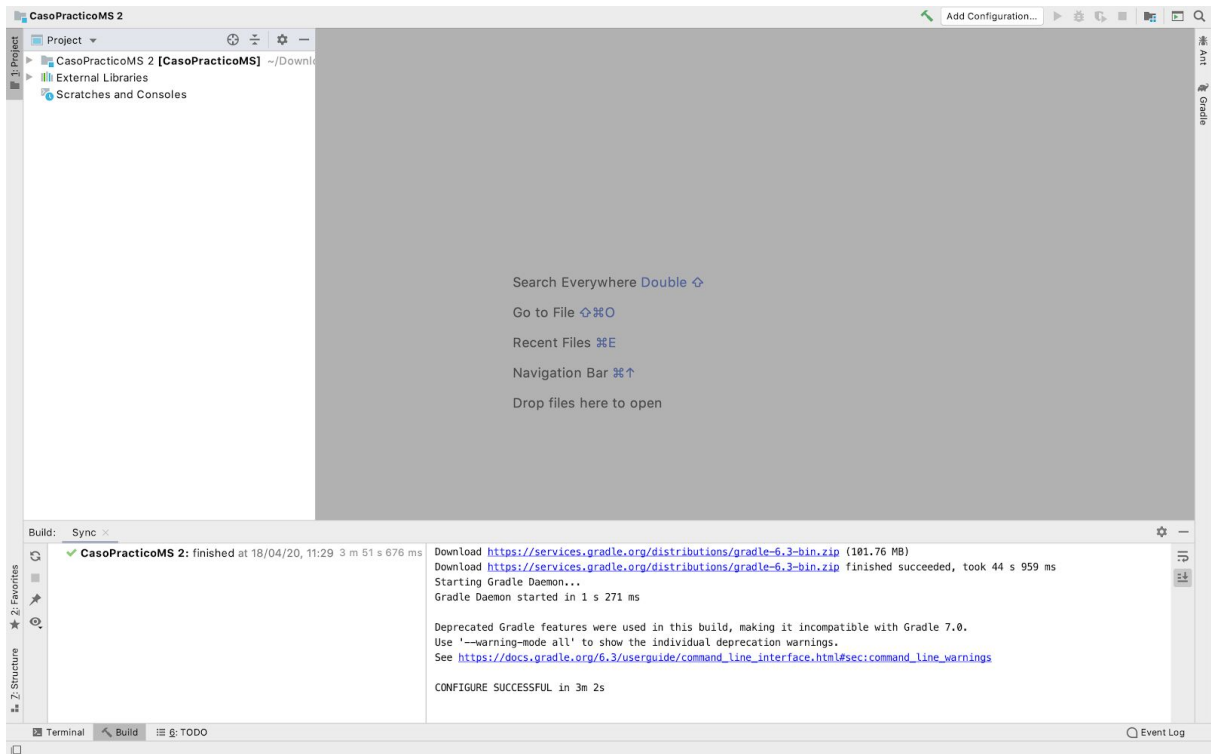 CasoPracticoMS 2
Add Configuration...
1: Project
Project
CasoPracticoMS 2 [CasoPracticoMS] ~/Downlo
External Libraries
Scratches and Consoles
Ant
Gradle
Search Everywhere Double ⇧
Go to File ⇧⌘O
Recent Files ⌘E
Navigation Bar ⌘↑
Drop files here to open
Build: Sync ×
CasoPracticoMS 2: finished at 18/04/20, 11:29 3 m 51 s 676 ms
Download https://services.gradle.org/distributions/gradle-6.3-bin.zip (101.76 MB)
Download https://services.gradle.org/distributions/gradle-6.3-bin.zip finished succeeded, took 44 s 959 ms
Starting Gradle Daemon...
Gradle Daemon started in 1 s 271 ms
Deprecated Gradle features were used in this build, making it incompatible with Gradle 7.0.
Use '--warning-mode all' to show the individual deprecation warnings.
See https://docs.gradle.org/6.3/userguide/command_line_interface.html#sec:command_line_warnings
CONFIGURE SUCCESSFUL in 3m 2s
2: Favorites
Z: Structure
Terminal Build 6: TODO
Event Log